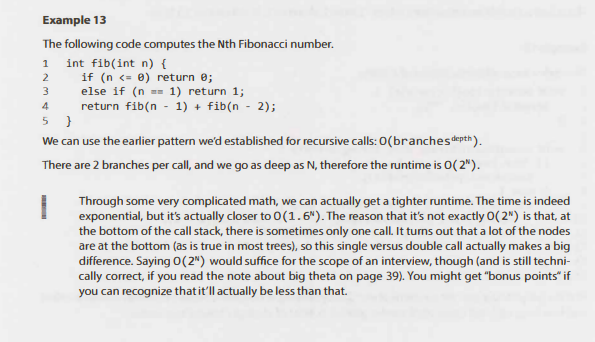 Example 13
The following code computes the Nth Fibonacci number.
1 int fib(int n) {
2 if (n <= 0) return 0;
3 else if (n == 1) return 1;
4 return fib(n - 1) + fib(n - 2);
5 }
We can use the earlier pattern we'd established for recursive calls: O(branches^depth).
There are 2 branches per call, and we go as deep as N, therefore the runtime is O(2^N).
Through some very complicated math, we can actually get a tighter runtime. The time is indeed
exponential, but it's actually closer to O(1.6^N). The reason that it's not exactly O(2^N) is that, at
the bottom of the call stack, there is sometimes only one call. It turns out that a lot of the nodes
are at the bottom (as is true in most trees), so this single versus double call actually makes a big
difference. Saying O(2^N) would suffice for the scope of an interview, though (and is still techni-
cally correct, if you read the note about big theta on page 39). You might get "bonus points" if
you can recognize that it'll actually be less than that.